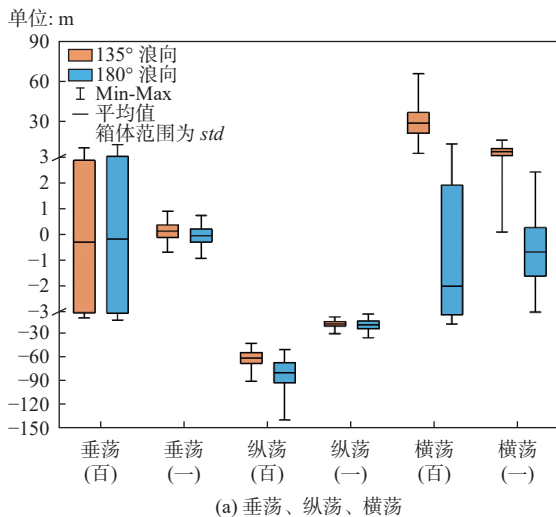 单位: m
90
135° 浪向
180° 浪向
Min-Max
平均值
箱体范围为 std
30
3
2
1
0
−1
−2
−3
−30
−60
−90
−120
−150
垂荡 垂荡 纵荡 纵荡 横荡 横荡
(百) (一) (百) (一) (百) (一)
(a) 垂荡、纵荡、横荡